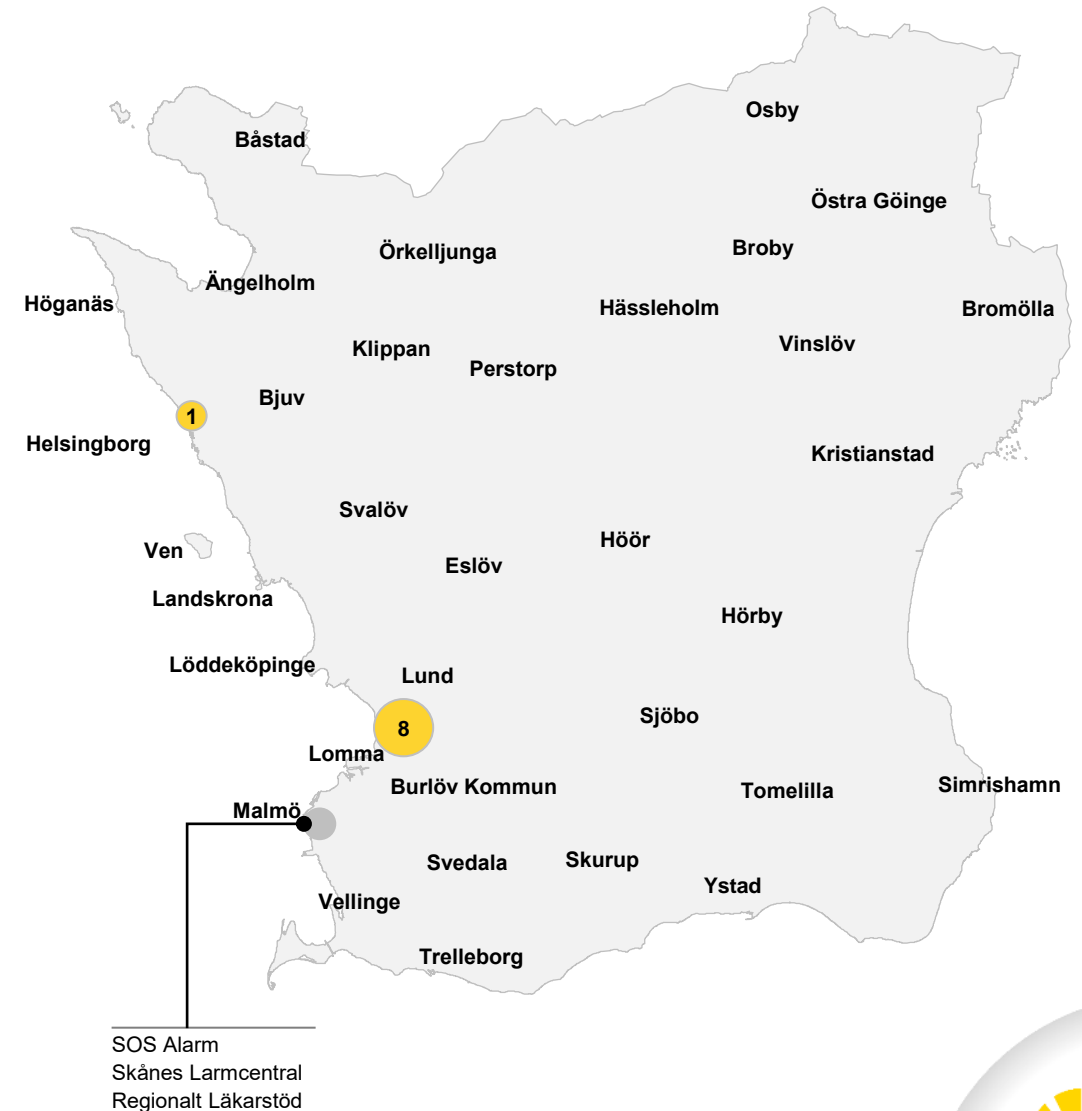 Osby
Båstad
Östra Göinge
Broby
Örkelljunga
Ängelholm
Höganäs
Hässleholm
Bromölla
Vinslöv
Klippan
Perstorp
Bjuv
1
Helsingborg
Kristianstad
Svalöv
Höör
Ven
Eslöv
Landskrona
Hörby
Löddeköpinge
Lund
Sjöbo
8
Lomma
Burlöv Kommun
Simrishamn
Tomelilla
Malmö
Skurup
Svedala
Ystad
Vellinge
Trelleborg
SOS Alarm
Skånes Larmcentral
Regionalt Läkarstöd